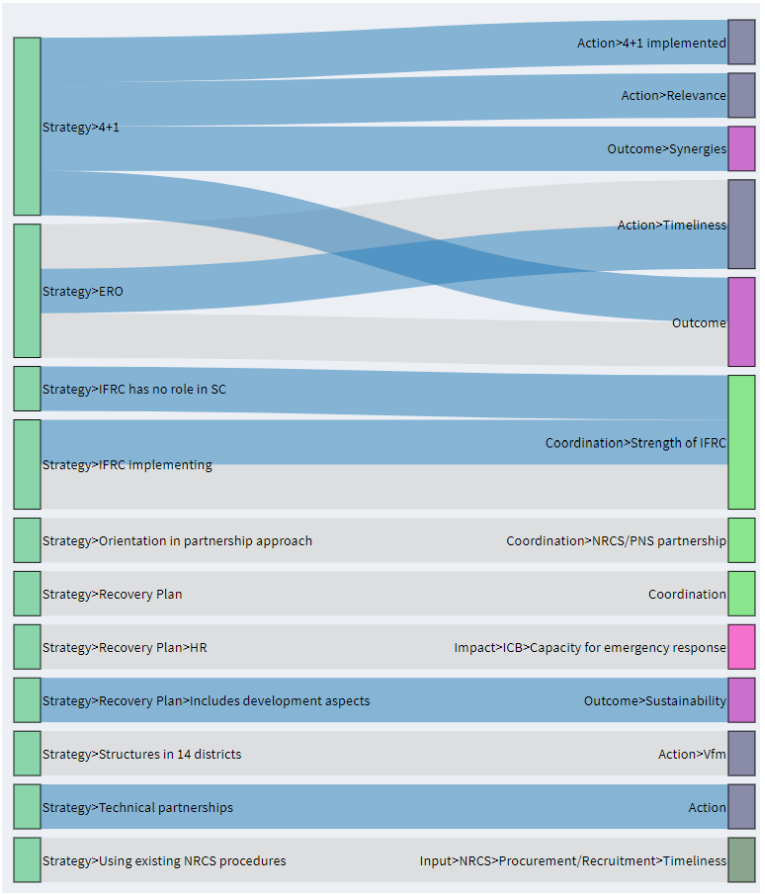 Action>4+1 implemented
Action>Relevance
Strategy>4+1
Outcome>Synergies
Action>Timeliness
Strategy>ERO
Outcome
Strategy>IFRC has no role in SC
Coordination>Strength of IFRC
Strategy>IFRC implementing
Strategy>Orientation in partnership approach Coordination>NRCS/PNS partnership
Strategy>Recovery Plan Coordination
Strategy>Recovery Plan>HR Impact>ICB>Capacity for emergency response
Strategy>Recovery Plan>Includes development aspects Outcome>Sustainability
Strategy>Structures in 14 districts Action>Vfm
Strategy>Technical partnerships Action
Strategy>Using existing NRCS procedures Input>NRCS>Procurement/Recruitment>Timeliness